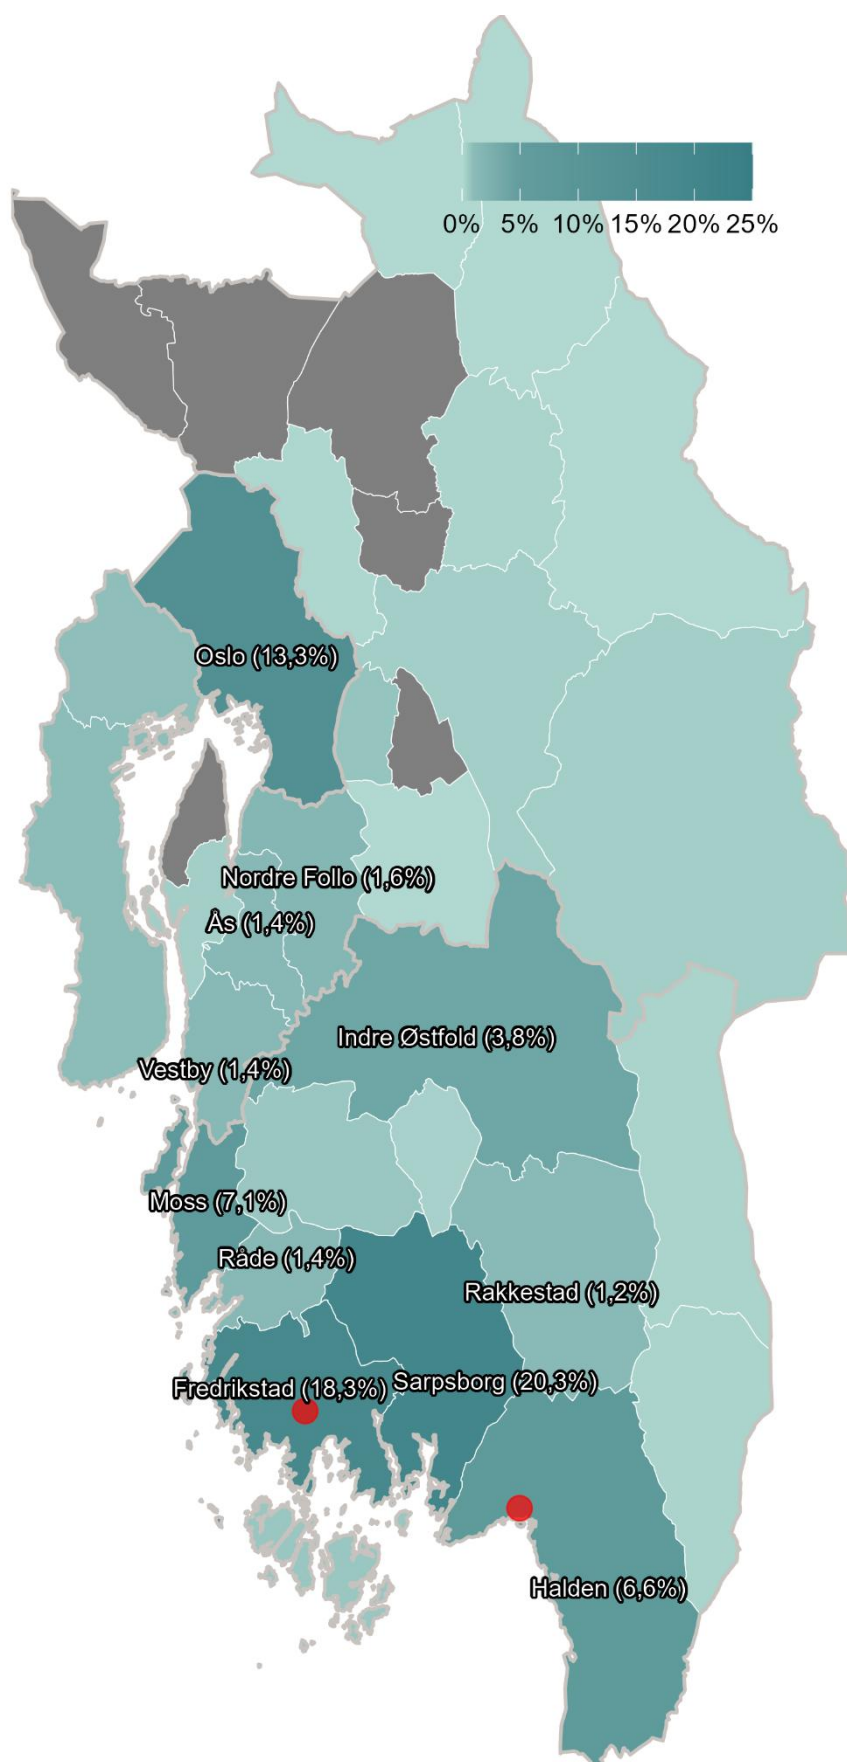 0% 5% 10% 15% 20% 25%
Oslo (13,3%)
Nordre Follo (1,6%)
Ås (1,4%)
Indre Østfold (3,8%)
Vestby (1,4%)
Moss (7,1%)
Råde (1,4%)
Rakkestad (1,2%)
Sarpsborg (20,3%)
Fredrikstad (18,3%)
Halden (6,6%)